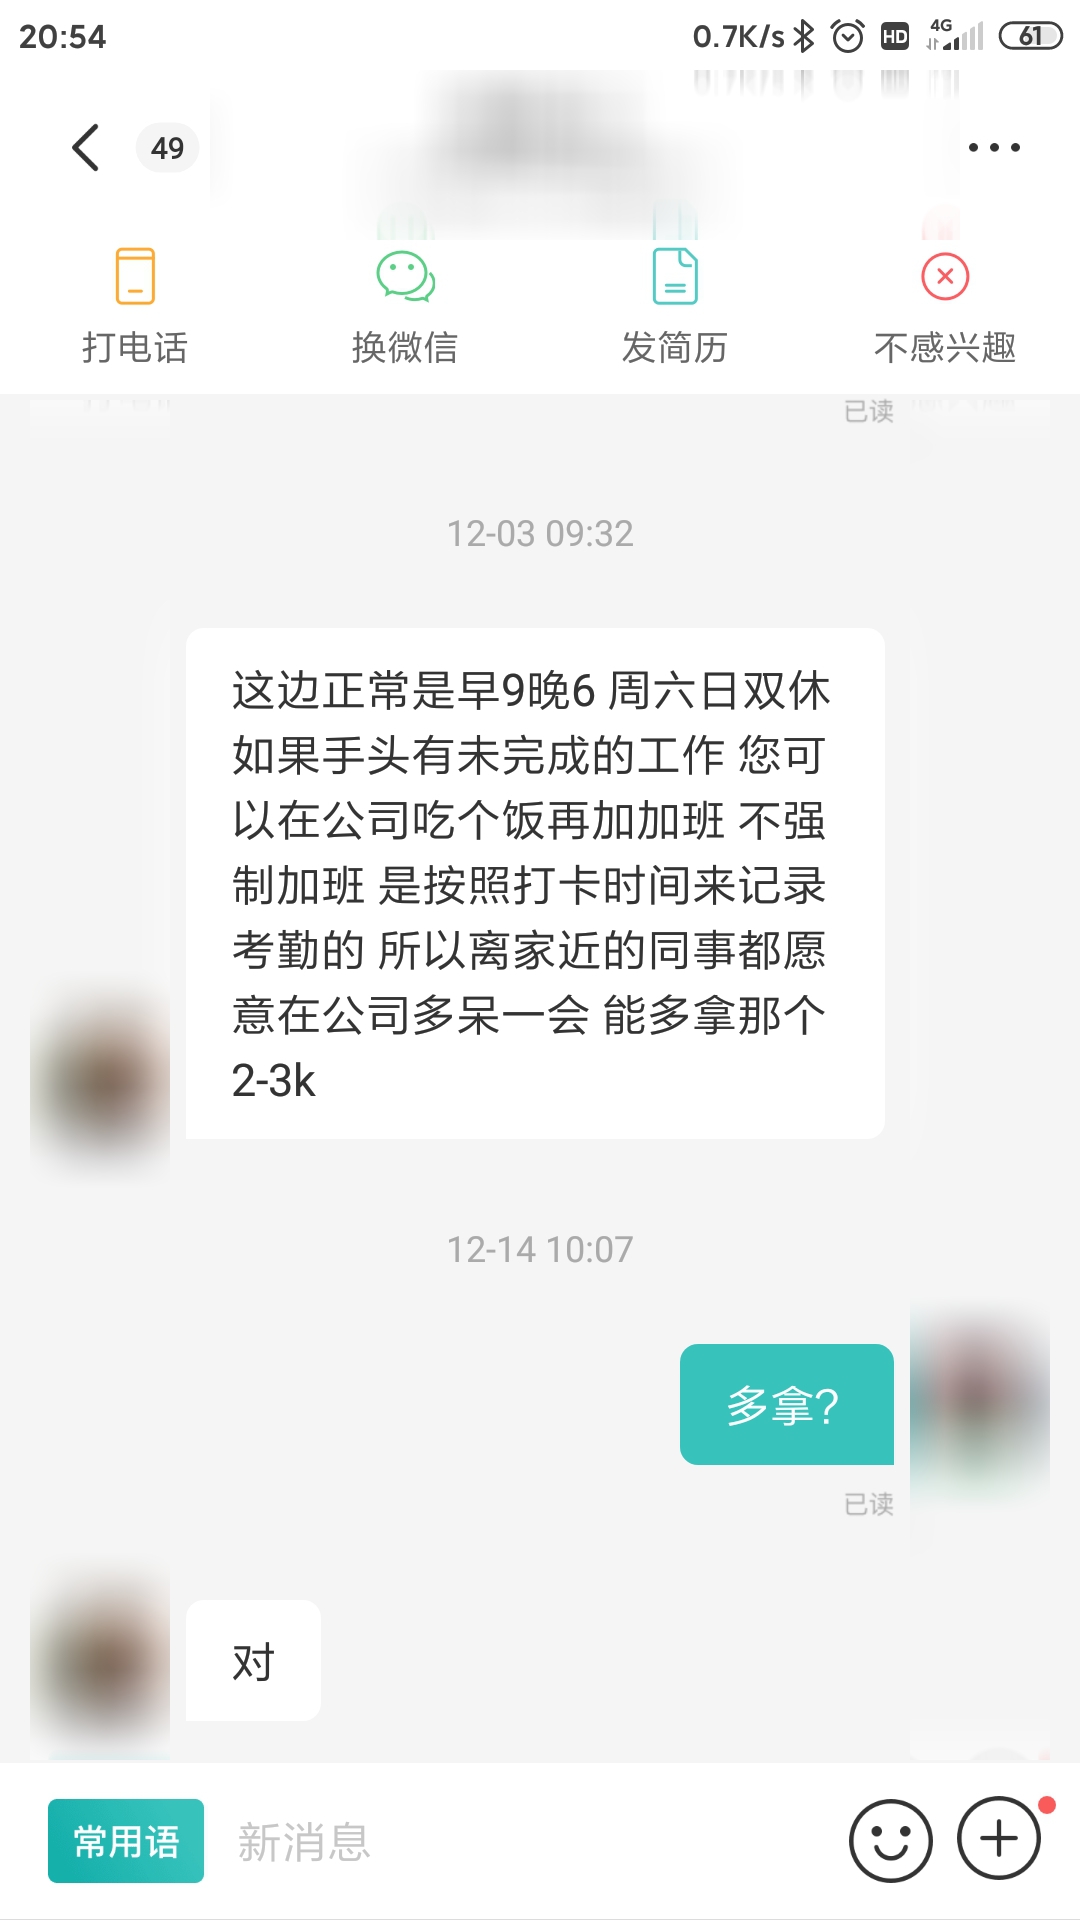 20:54 0.7K/s HD 4G 61
49
打电话 换微信 发简历 不感兴趣
已读
12-03 09:32
这边正常是早9晚6 周六日双休
如果手头有未完成的工作 您可
以在公司吃个饭再加加班 不强
制加班 是按照打卡时间来记录
考勤的 所以离家近的同事都愿
意在公司多呆一会 能多拿那个
2-3k
12-14 10:07
多拿?
已读
对
常用语 新消息